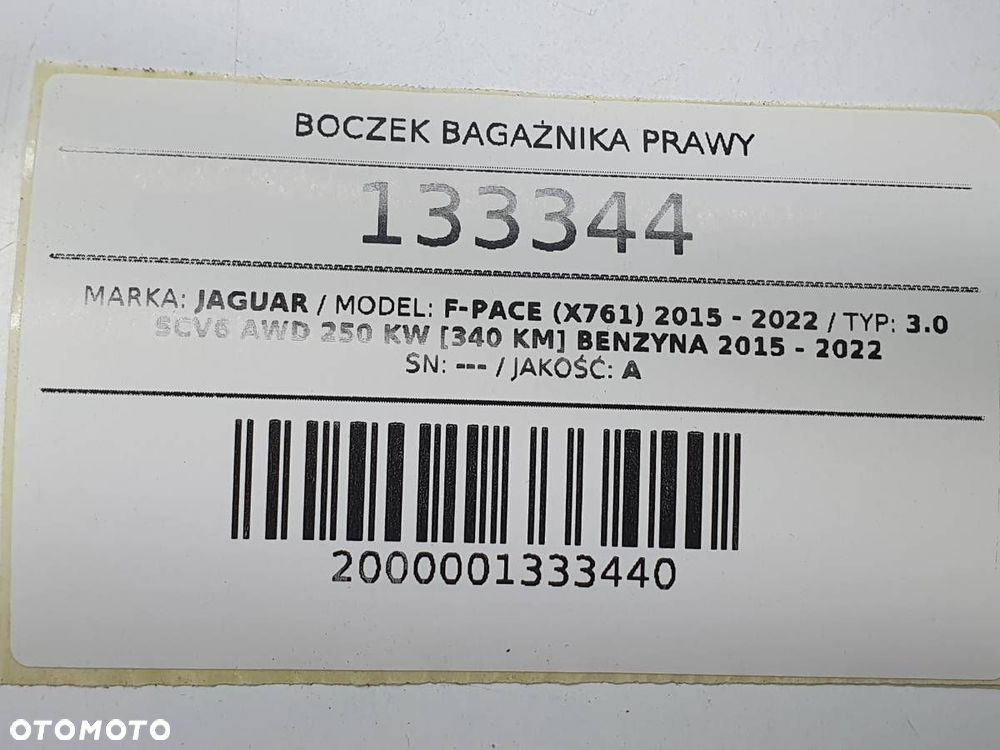 BOCZEK BAGAŻNIKA PRAWY
133344
MARKA: JAGUAR / MODEL: F-PACE (X761) 2015 - 2022 / TYP: 3.0
SCV6 AWD 250 KW [340 KM] BENZYNA 2015 - 2022
SN: --- / JAKOŚĆ: A
2000001333440
OTOMOTO